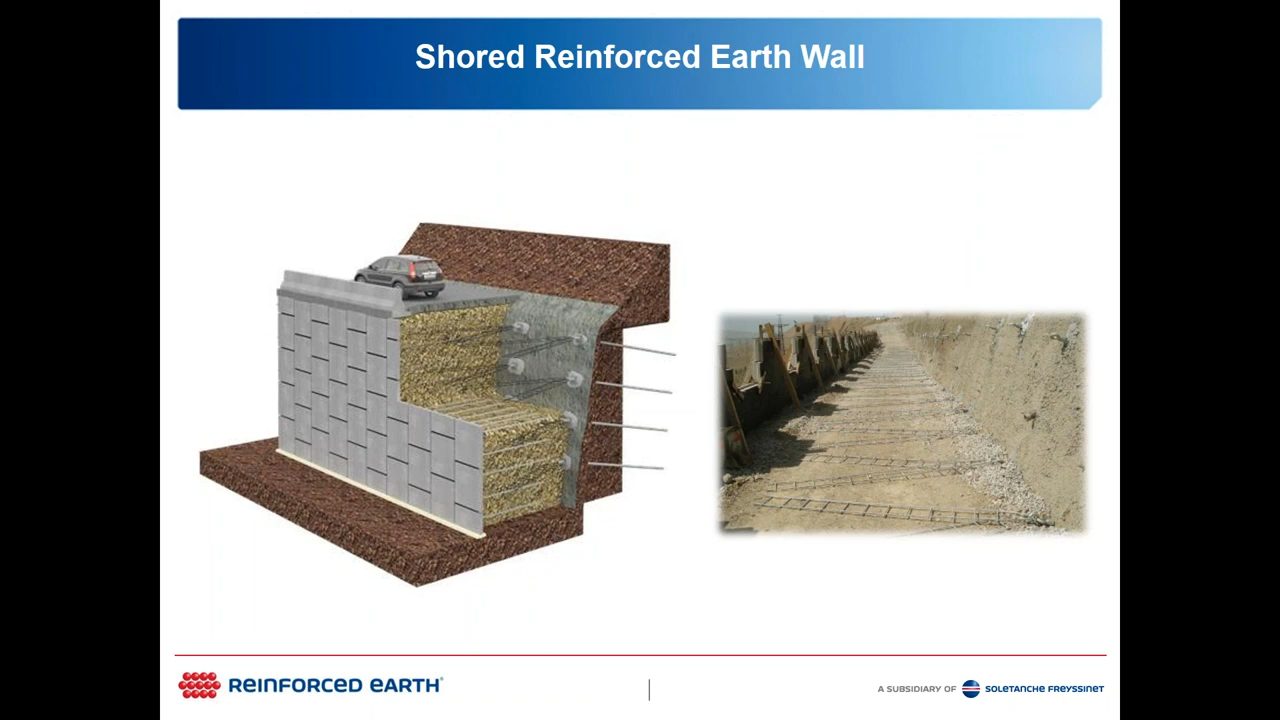 Shored Reinforced Earth Wall
REINFORCED EARTH®
A SUBSIDIARY OF SOLETANCHE FREYSSINET